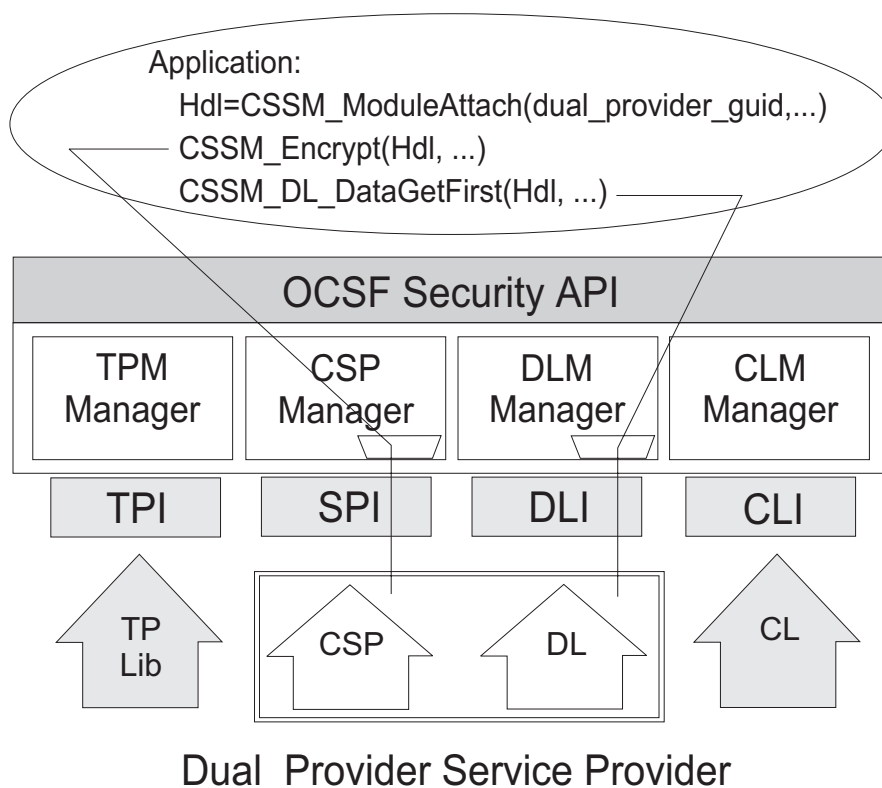 Application:
Hdl=CSSM_ModuleAttach(dual_provider_guid,...)
CSSM_Encrypt(Hdl, ...)
CSSM_DL_DataGetFirst(Hdl, ...)
OCSF Security API
TPM
Manager
CSP
Manager
DLM
Manager
CLM
Manager
TPI
SPI
DLI
CLI
TP
Lib
CSP
DL
CL
Dual Provider Service Provider